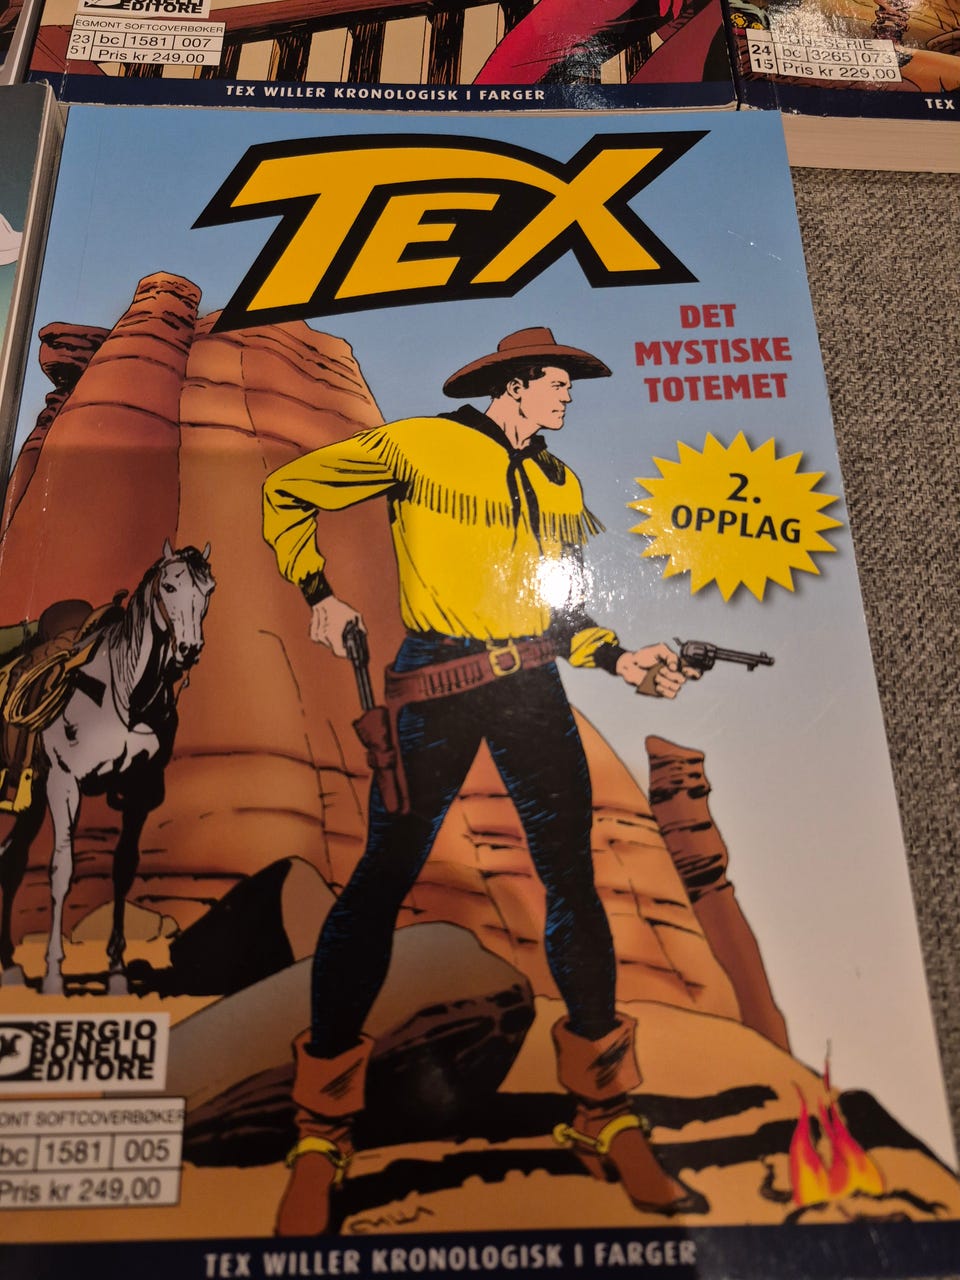 EGMONT SOFTCOVERBØKER
23
51
bc 1581 007
Pris kr 249,00
TEX WILLER KRONOLOGISK I FARGER
24
15
bc 3265 073
Pris kr 229,00
TEX
TEX
DET
MYSTISKE
TOTEMET
2.
OPPLAG
SERGIO
BONELLI
EDITORE
ONT SOFTCOVERBØKER
bc 1581 005
Pris kr 249,00
TEX WILLER KRONOLOGISK I FARGER